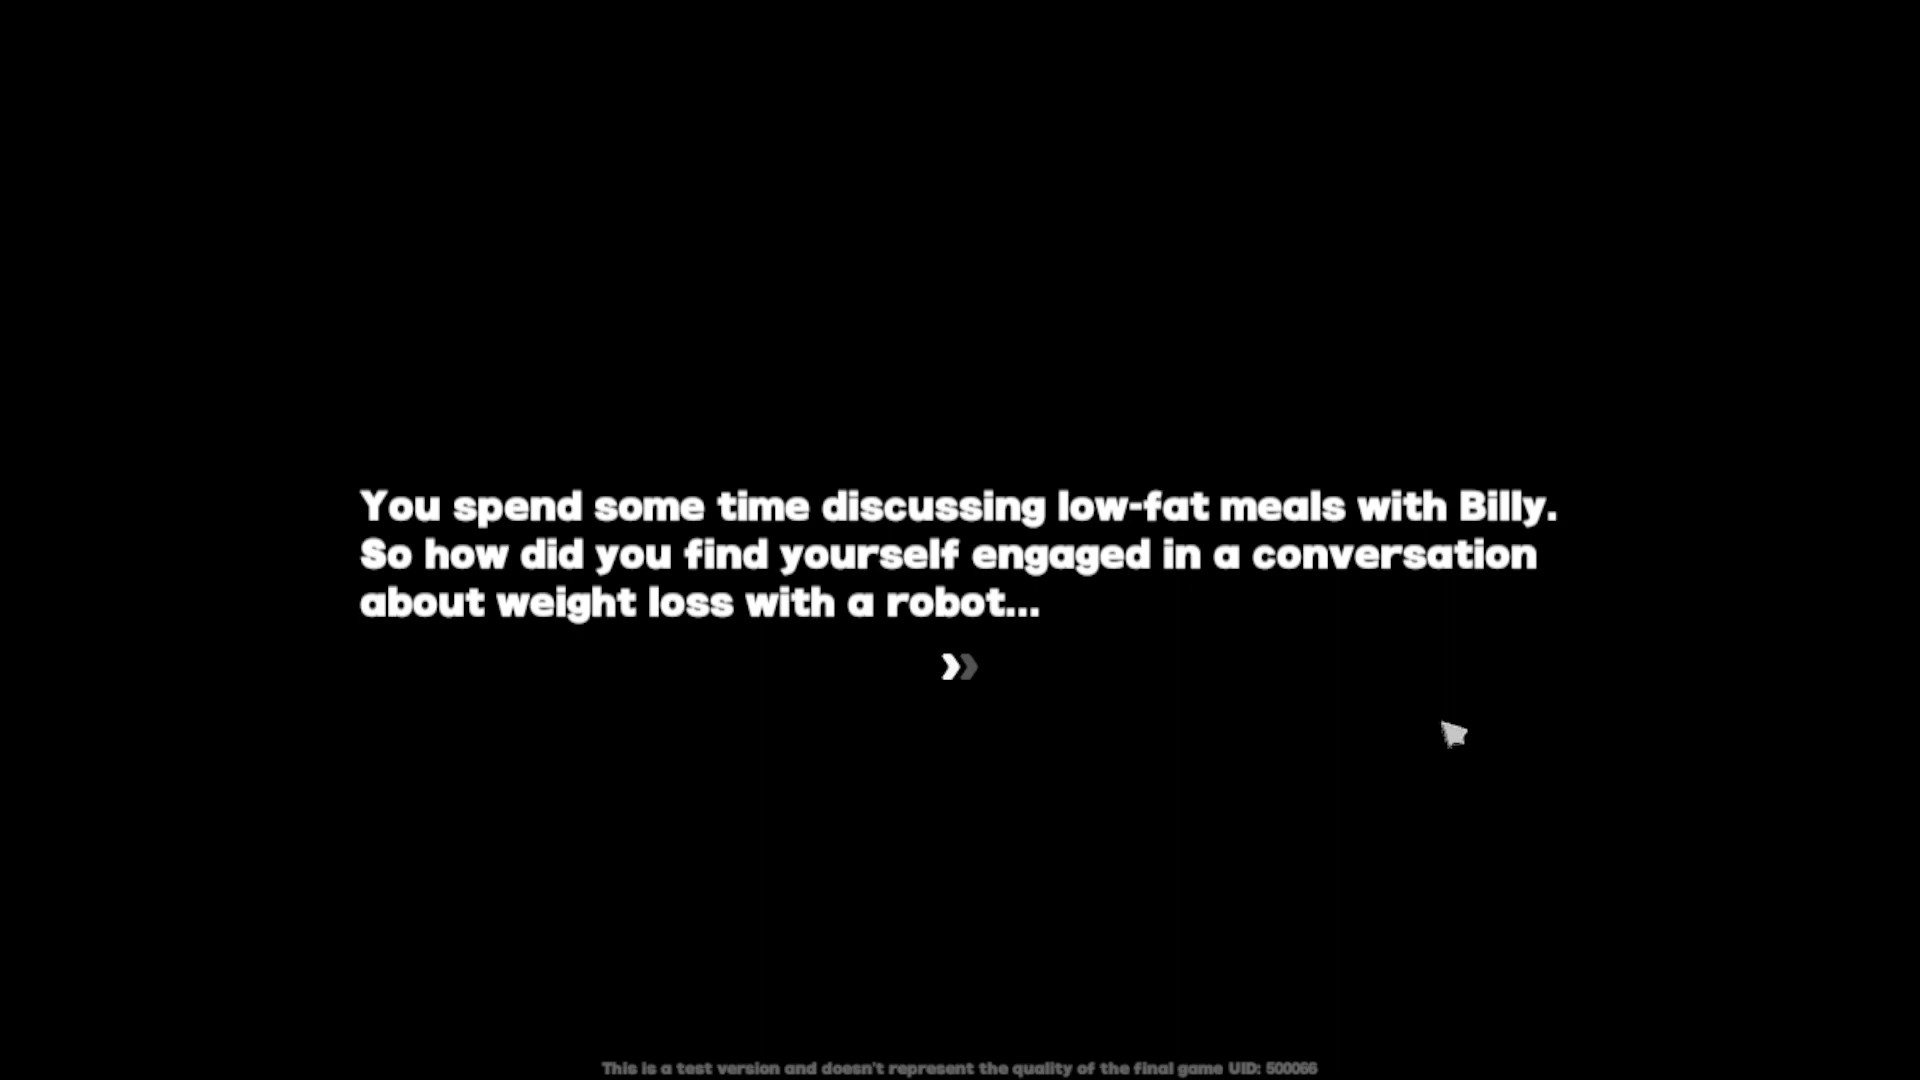 You spend some time discussing low-fat meals with Billy.
So how did you find yourself engaged in a conversation
about weight loss with a robot...
This is a test version and doesn't represent the quality of the final game UID: 500066